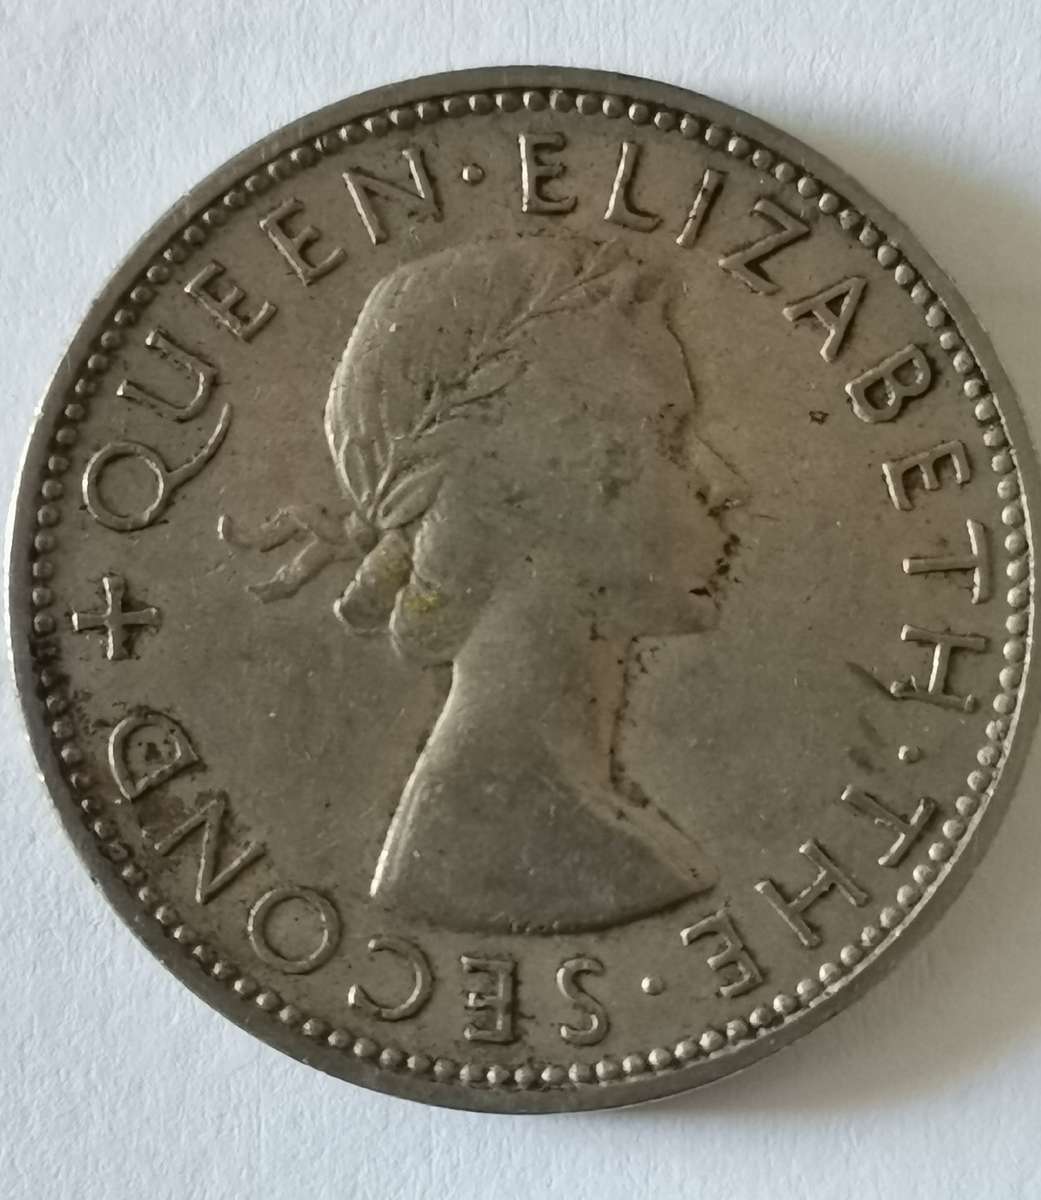 + QUEEN · ELIZABETH · THE · SECOND